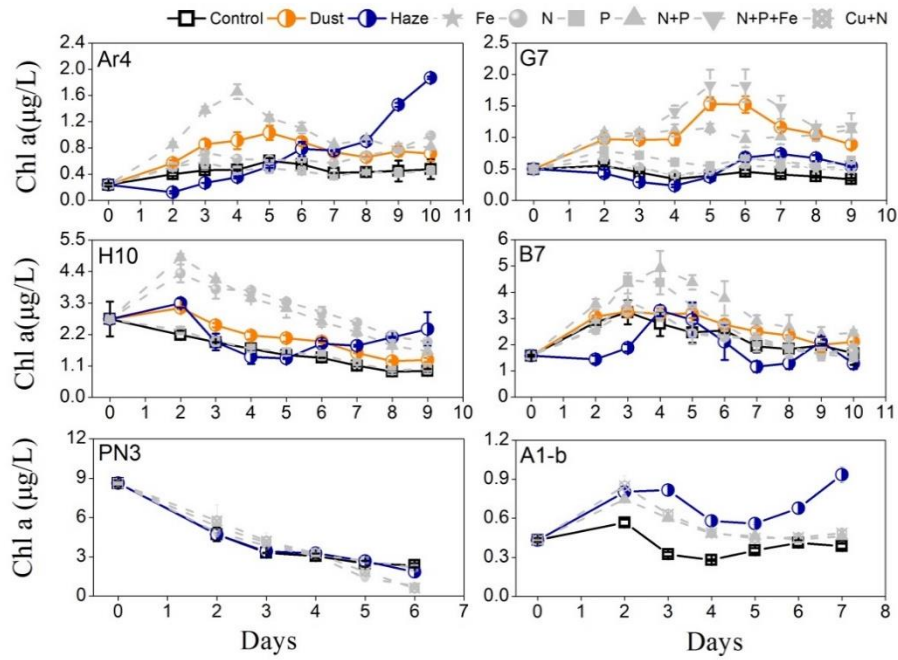 Control Dust Haze Fe N P N+P N+P+Fe Cu+N
Ar4
Chl a(µg/L)
2.4
2.0
1.6
1.2
0.8
0.4
0.0
0 1 2 3 4 5 6 7 8 9 10 11
G7
2.5
2.0
1.5
1.0
0.5
0.0
0 1 2 3 4 5 6 7 8 9 10
H10
Chl a(µg/L)
5.5
4.4
3.3
2.2
1.1
0.0
0 1 2 3 4 5 6 7 8 9 10
B7
6
5
4
3
2
1
0
0 1 2 3 4 5 6 7 8 9 10 11
PN3
Chl a (µg/L)
12
9
6
3
0
0 1 2 3 4 5 6 7
Days
A1-b
1.2
0.9
0.6
0.3
0.0
0 1 2 3 4 5 6 7 8
Days